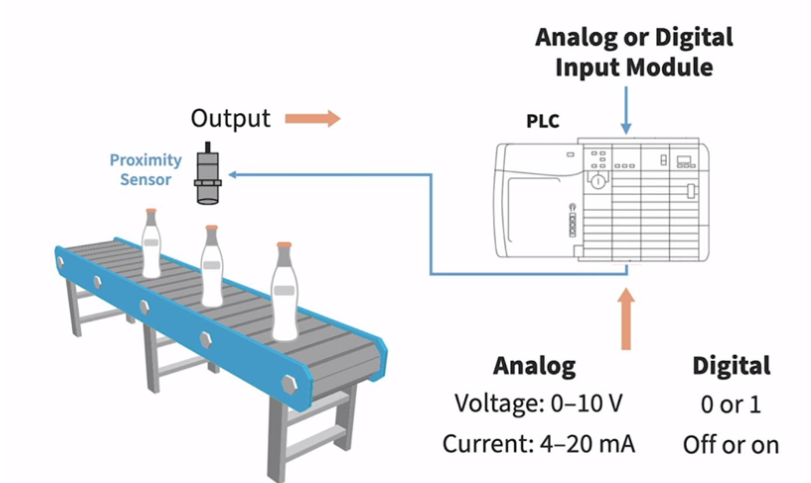 Analog or Digital
Input Module
Output
PLC
Proximity
Sensor
Analog
Voltage: 0–10 V
Current: 4–20 mA
Digital
0 or 1
Off or on